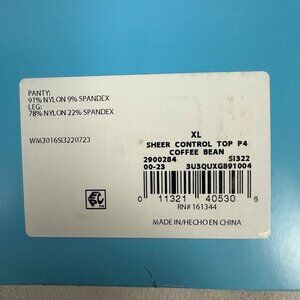 PANTY:
91% NYLON 9% SPANDEX
LEG:
78% NYLON 22% SPANDEX
WM3016SI3220723
XL
SHEER CONTROL TOP P4
COFFEE BEAN
2900284 SI322
00-23 3U3QUXGB91004
0 11321 40530 6
RN# 161344
MADE IN/HECHO EN CHINA